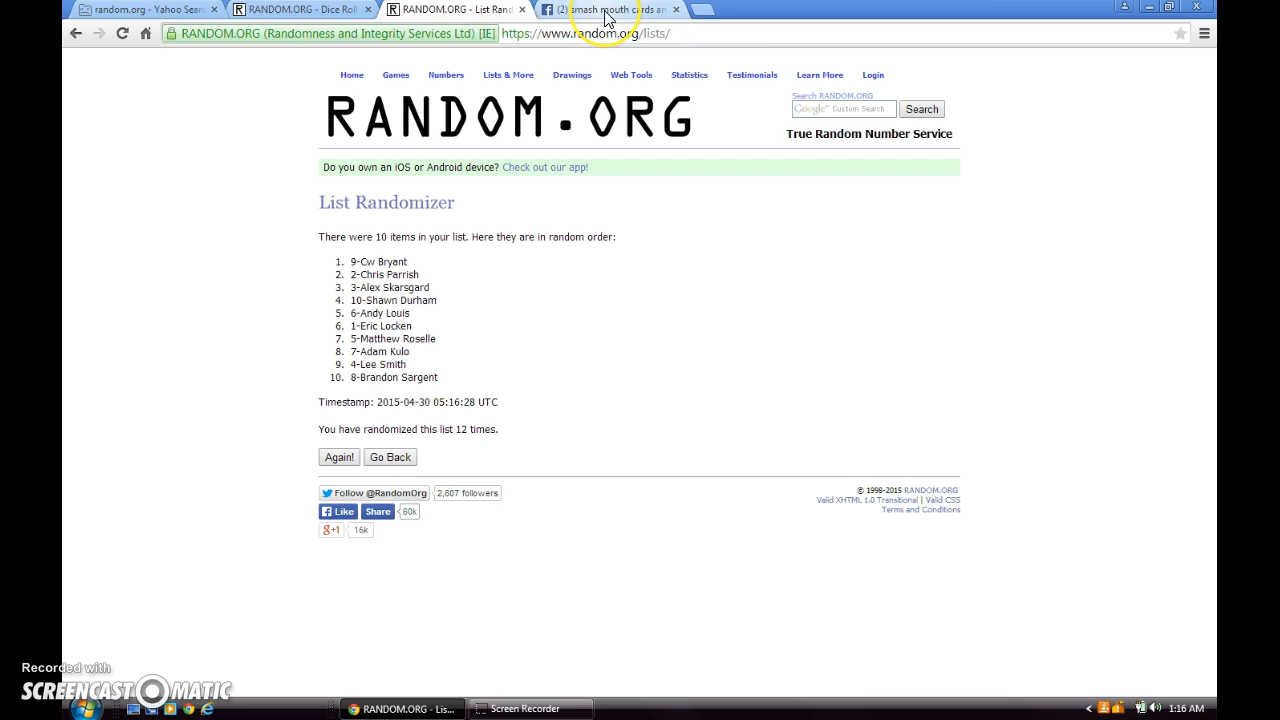 random.org - Yahoo Sear
RANDOM.ORG - Dice Roll
RANDOM.ORG - List Rand
(2) smash mouth cards an
RANDOM.ORG (Randomness and Integrity Services Ltd) [IE]
https://www.random.org/lists/
Home Games Numbers Lists & More Drawings Web Tools Statistics Testimonials Learn More Login
Search RANDOM.ORG
RANDOM.ORG
Google™ Custom Search Search
True Random Number Service
Do you own an iOS or Android device? Check out our app!
List Randomizer
There were 10 items in your list. Here they are in random order:
1. 9-Cw Bryant
2. 2-Chris Parrish
3. 3-Alex Skarsgard
4. 10-Shawn Durham
5. 6-Andy Louis
6. 1-Eric Locken
7. 5-Matthew Roselle
8. 7-Adam Kulo
9. 4-Lee Smith
10. 8-Brandon Sargent
Timestamp: 2015-04-30 05:16:28 UTC
You have randomized this list 12 times.
Again! Go Back
Follow @RandomOrg 2,807 followers
Like Share 60k
g+1 16k
© 1998-2015 RANDOM.ORG
Valid XHTML 1.0 Transitional | Valid CSS
Terms and Conditions
Recorded with
SCREENCAST-O-MATIC
RANDOM.ORG - Lis...
Screen Recorder
1:16 AM